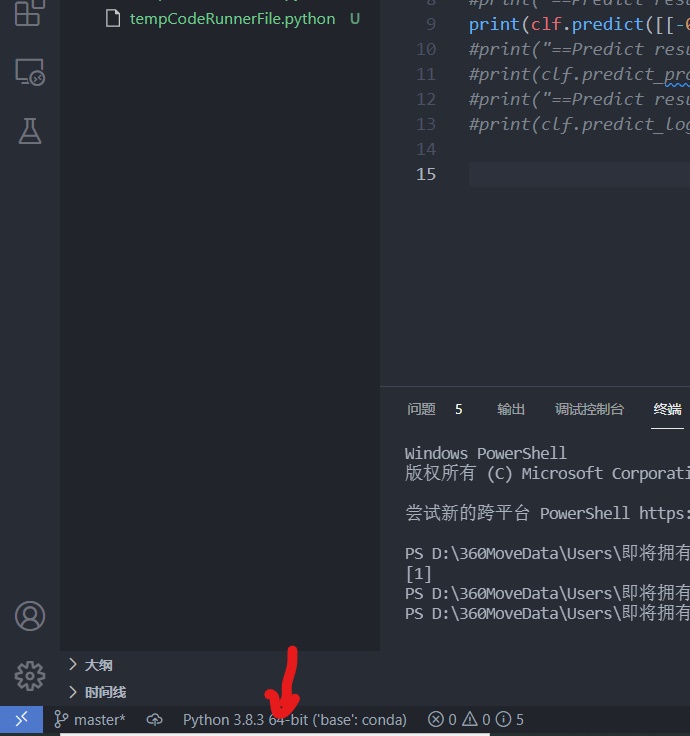 tempCodeRunnerFile.python U
8 #print("==Predict resu
9 print(clf.predict([[-0
10 #print("==Predict resu
11 #print(clf.predict_pro
12 #print("==Predict resu
13 #print(clf.predict_log
14
15
问题 5 输出 调试控制台 终端
Windows PowerShell
版权所有 (C) Microsoft Corporati
尝试新的跨平台 PowerShell https:
PS D:\360MoveData\Users\即将拥有
[1]
PS D:\360MoveData\Users\即将拥有
PS D:\360MoveData\Users\即将拥有
大纲
时间线
master* Python 3.8.3 64-bit ('base': conda) 0 0 5